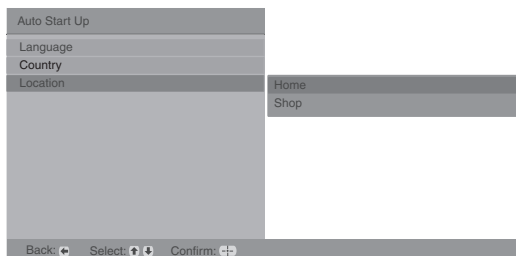 Auto Start Up
Language
Country
Location
Home
Shop
Back: Select: Confirm: